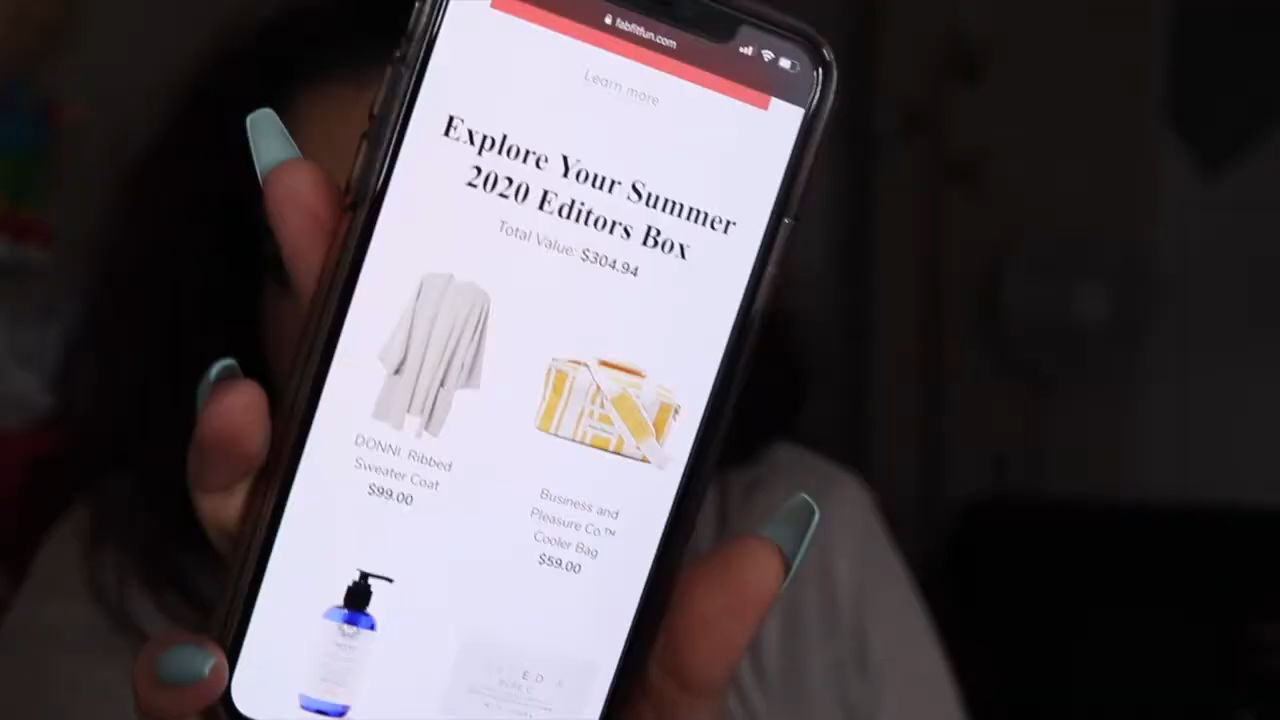 fabfitfun.com
Learn more
Explore Your Summer
2020 Editors Box
Total Value: $304.94
DONNI. Ribbed
Sweater Coat
$99.00
Business and
Pleasure Co.™
Cooler Bag
$59.00